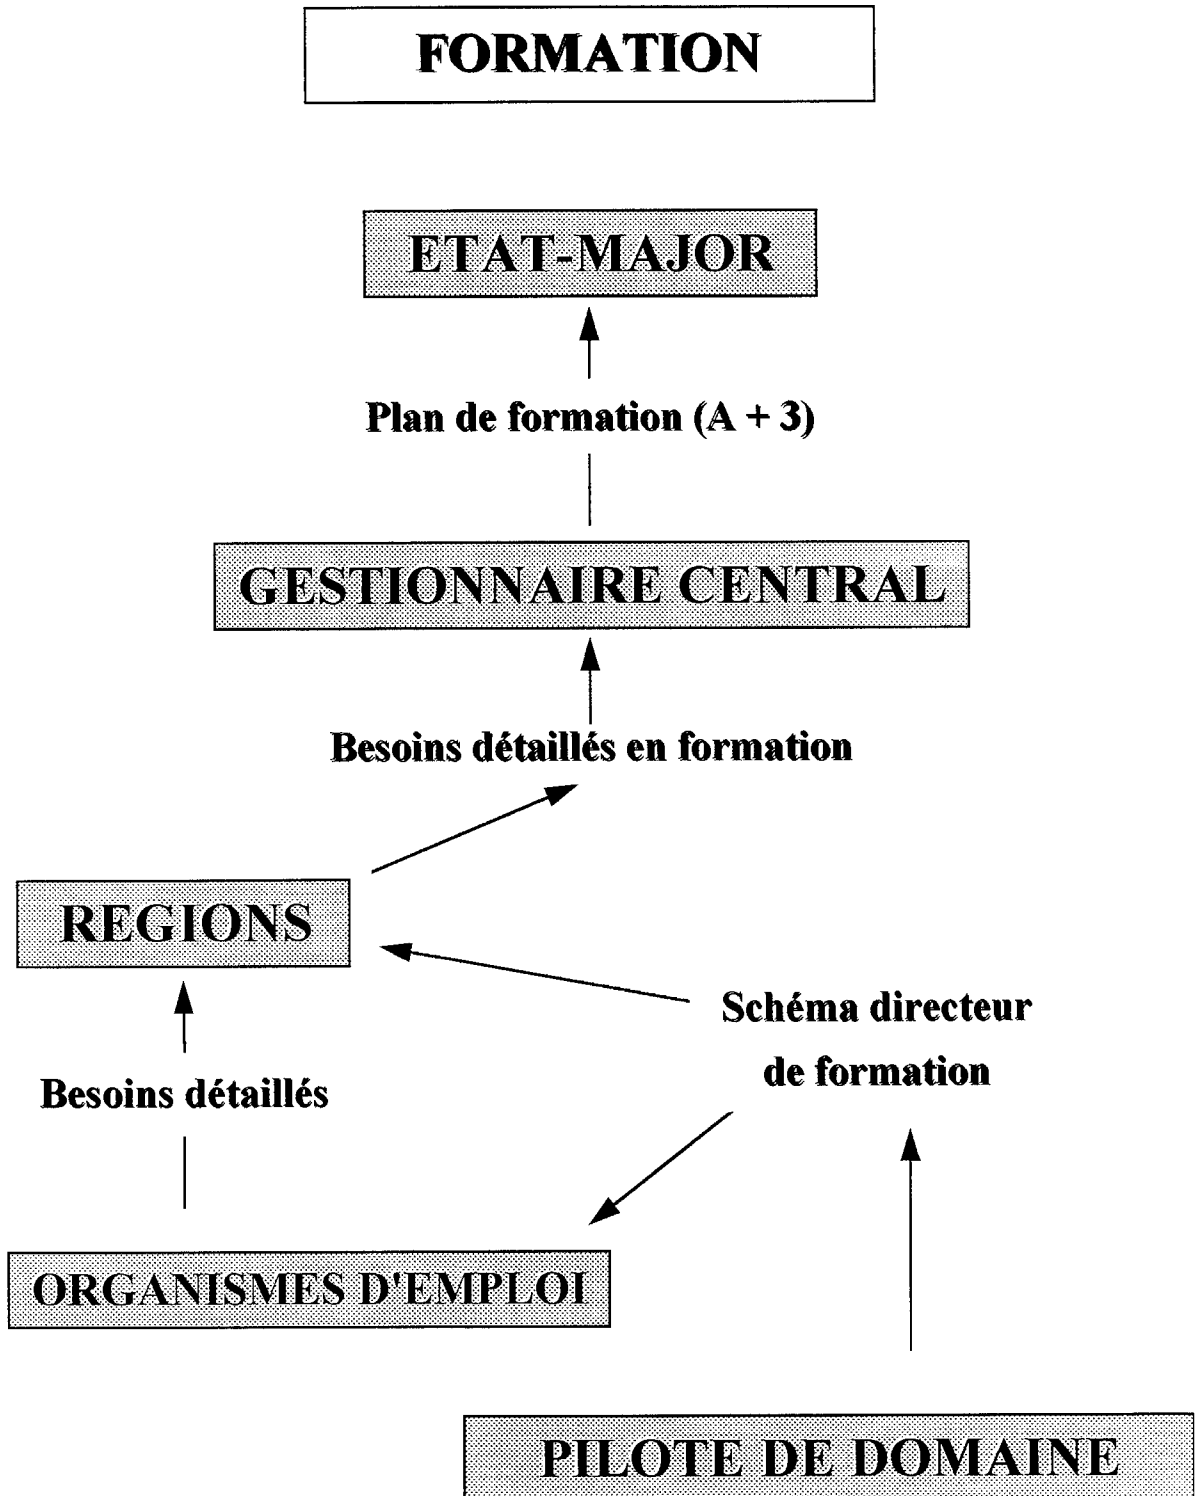 FORMATION
ETAT-MAJOR
Plan de formation (A + 3)
GESTIONNAIRE CENTRAL
Besoins détaillés en formation
REGIONS
Schéma directeur
de formation
Besoins détaillés
ORGANISMES D'EMPLOI
PILOTE DE DOMAINE